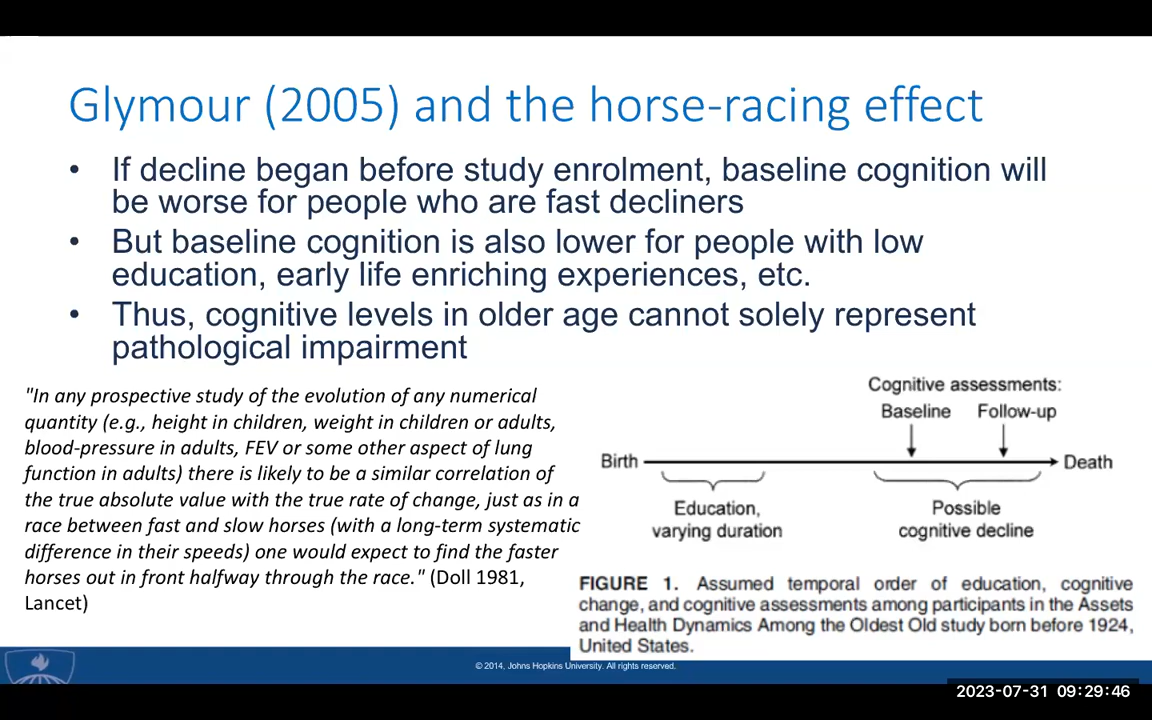 Glymour (2005) and the horse-racing effect
• If decline began before study enrolment, baseline cognition will
be worse for people who are fast decliners
• But baseline cognition is also lower for people with low
education, early life enriching experiences, etc.
• Thus, cognitive levels in older age cannot solely represent
pathological impairment
"In any prospective study of the evolution of any numerical
quantity (e.g., height in children, weight in children or adults,
blood-pressure in adults, FEV or some other aspect of lung
function in adults) there is likely to be a similar correlation of
the true absolute value with the true rate of change, just as in a
race between fast and slow horses (with a long-term systematic
difference in their speeds) one would expect to find the faster
horses out in front halfway through the race." (Doll 1981,
Lancet)
Cognitive assessments:
Baseline Follow-up
Birth Death
Education,
varying duration
Possible
cognitive decline
FIGURE 1. Assumed temporal order of education, cognitive
change, and cognitive assessments among participants in the Assets
and Health Dynamics Among the Oldest Old study born before 1924,
United States.
© 2014, Johns Hopkins University. All rights reserved.
2023-07-31 09:29:46